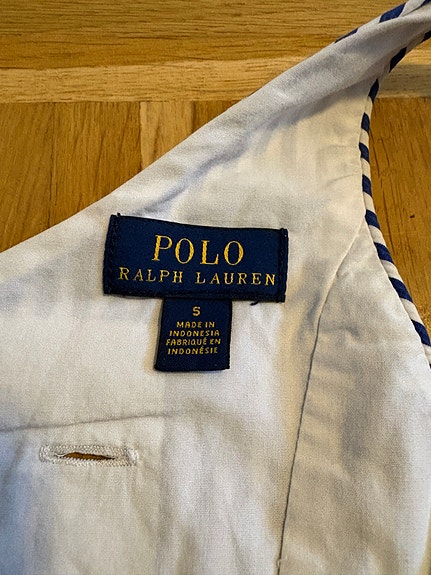 POLO
RALPH LAUREN
5
MADE IN
INDONESIA
FABRIQUÉ EN
INDONÉSIE